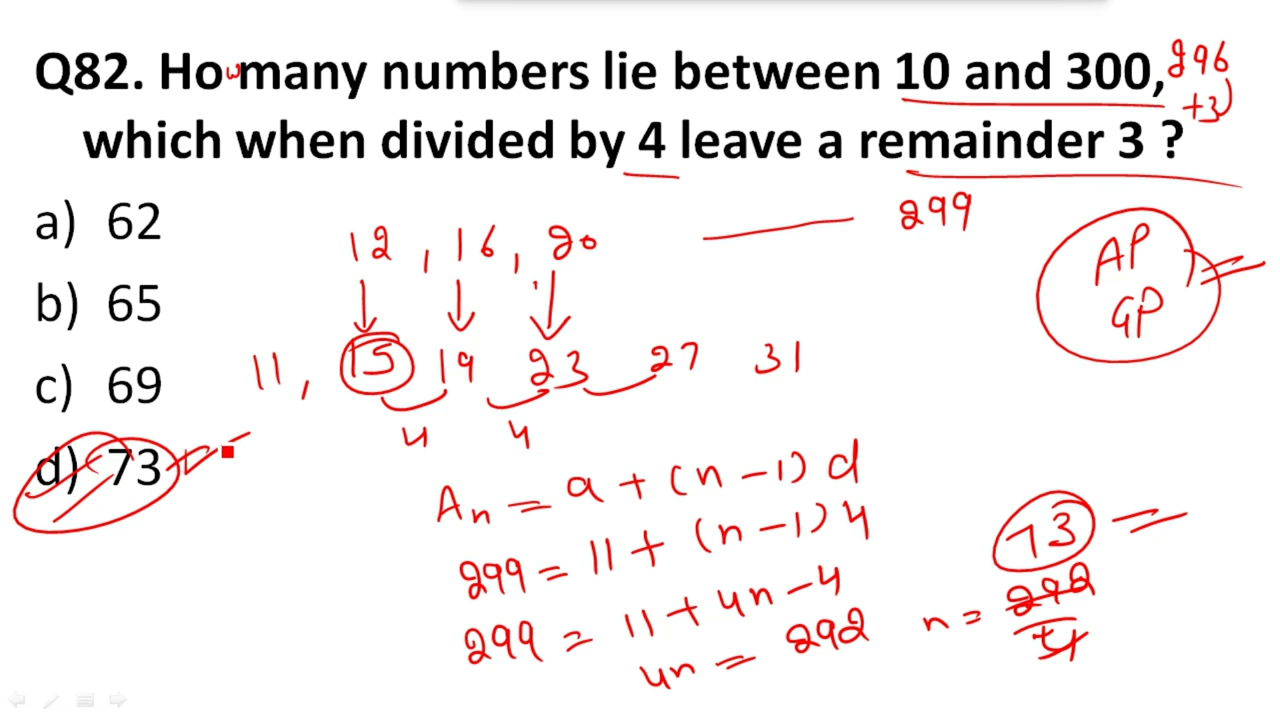 Q82. How many numbers lie between 10 and 300, 296
+3)
which when divided by 4 leave a remainder 3 ?
a) 62
12, 16, 20 299
AP
GP
b) 65
11, 15 19 23 27 31
c) 69
4 4
d) 73
An = a + (n-1) d
299 = 11 + (n-1) 4
73 =
299 = 11 + 4n - 4
4n = 292
n = 292
4